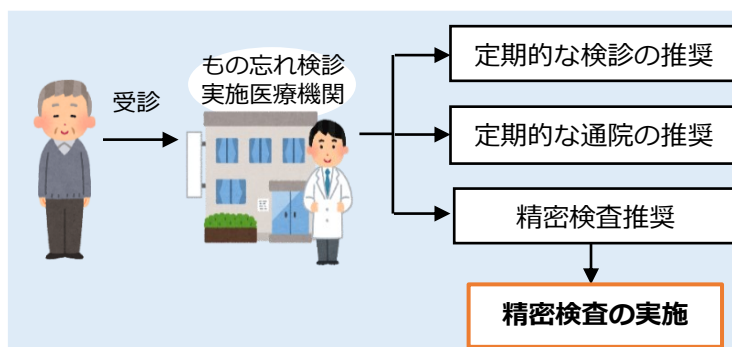 もの忘れ検診
実施医療機関
受診
定期的な検診の推奨
定期的な通院の推奨
精密検査推奨
精密検査の実施